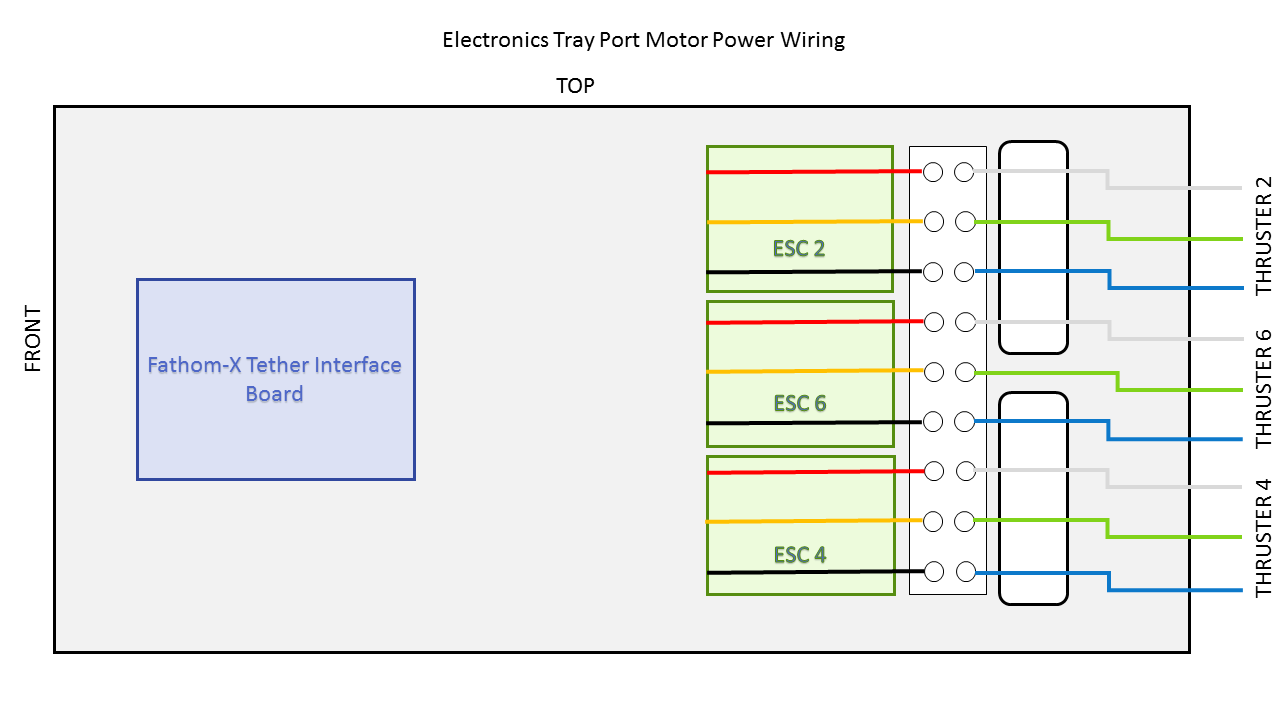 Electronics Tray Port Motor Power Wiring
TOP
FRONT
Fathom-X Tether Interface
Board
ESC 2
ESC 6
ESC 4
THRUSTER 2
THRUSTER 6
THRUSTER 4